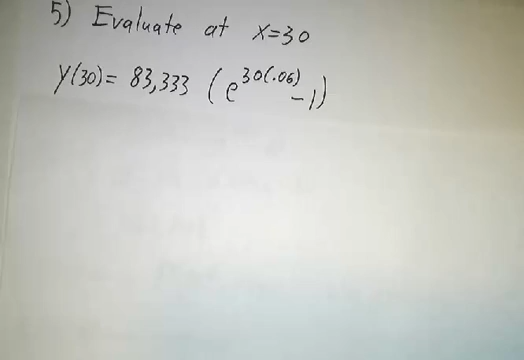 5) Evaluate at x=30
y(30)= 83,333 (e^30(.06) -1)